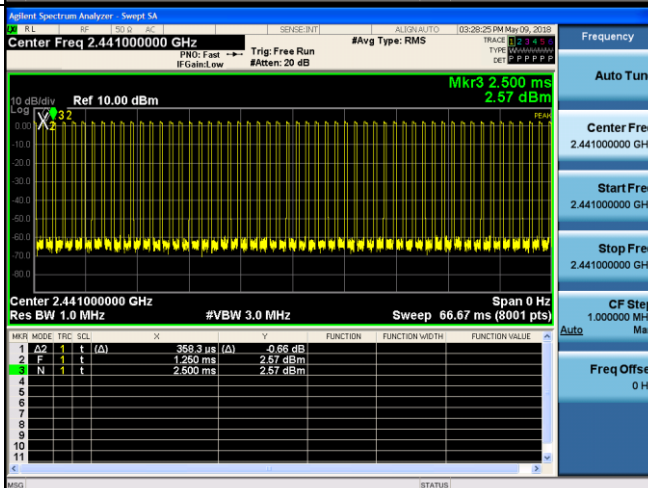 Agilent Spectrum Analyzer - Swept SA
RL RF 50 Ω AC SENSE:INT ALIGN AUTO 03:28:25 PM May 09, 2018
Center Freq 2.441000000 GHz
PNO: Fast
IFGain:Low
Trig: Free Run
#Atten: 20 dB
#Avg Type: RMS
TRACE 1 2 3 4 5 6
TYPE
DET P P P P P P
Mkr3 2.500 ms
2.57 dBm
10 dB/div Ref 10.00 dBm
Log
PEAK
X2
3 2
0.00
-10.0
-20.0
-30.0
-40.0
-50.0
-60.0
-70.0
-80.0
Center 2.441000000 GHz Span 0 Hz
Res BW 1.0 MHz #VBW 3.0 MHz Sweep 66.67 ms (8001 pts)
MKR MODE TRC SCL X Y FUNCTION FUNCTION WIDTH FUNCTION VALUE
1 Δ2 1 t (Δ) 358.3 us (Δ) -0.66 dB
2 F 1 t 1.250 ms 2.57 dBm
3 N 1 t 2.500 ms 2.57 dBm
4
5
6
7
8
9
10
11
MSG STATUS
Frequency
Auto Tun
Center Fre
2.441000000 GH
Start Fre
2.441000000 GH
Stop Fre
2.441000000 GH
CF Step
1.000000 MH
Auto Ma
Freq Offse
0 H